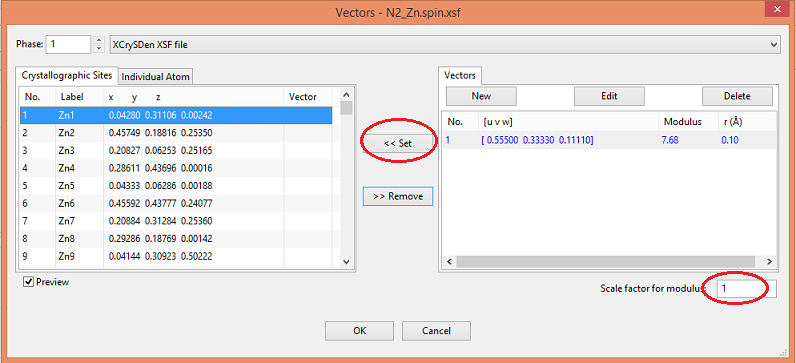 Vectors - N2_Zn.spin.xsf
Phase: 1 XCrySDen XSF file
Crystallographic Sites Individual Atom
No. Label x y z Vector
1 Zn1 0.04280 0.31106 0.00242
2 Zn2 0.45749 0.18816 0.25350
3 Zn3 0.20827 0.06253 0.25165
4 Zn4 0.28611 0.43696 0.00016
5 Zn5 0.04333 0.06286 0.00188
6 Zn6 0.45592 0.43777 0.24077
7 Zn7 0.20884 0.31284 0.25360
8 Zn8 0.29286 0.18769 0.00142
9 Zn9 0.04144 0.30923 0.50222
Preview
<< Set
>> Remove
Vectors
New Edit Delete
No. [u v w] Modulus r (Å)
1 [ 0.55500 0.33330 0.11110] 7.68 0.10
Scale factor for modulus 1
OK Cancel